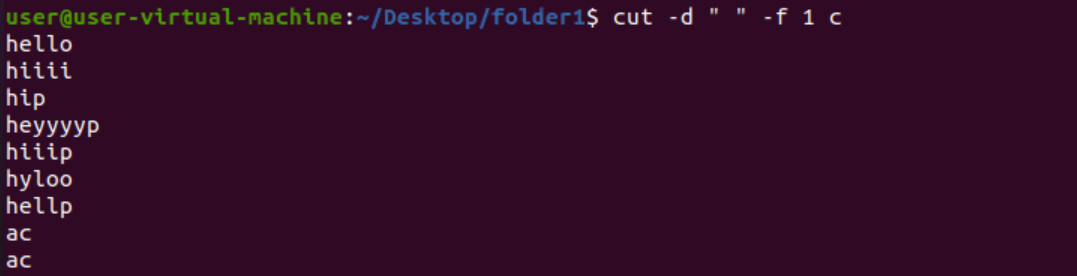 user@user-virtual-machine:~/Desktop/folder1$ cut -d " " -f 1 c
hello
hiiii
hip
heyyyyp
hiiip
hyloo
hellp
ac
ac